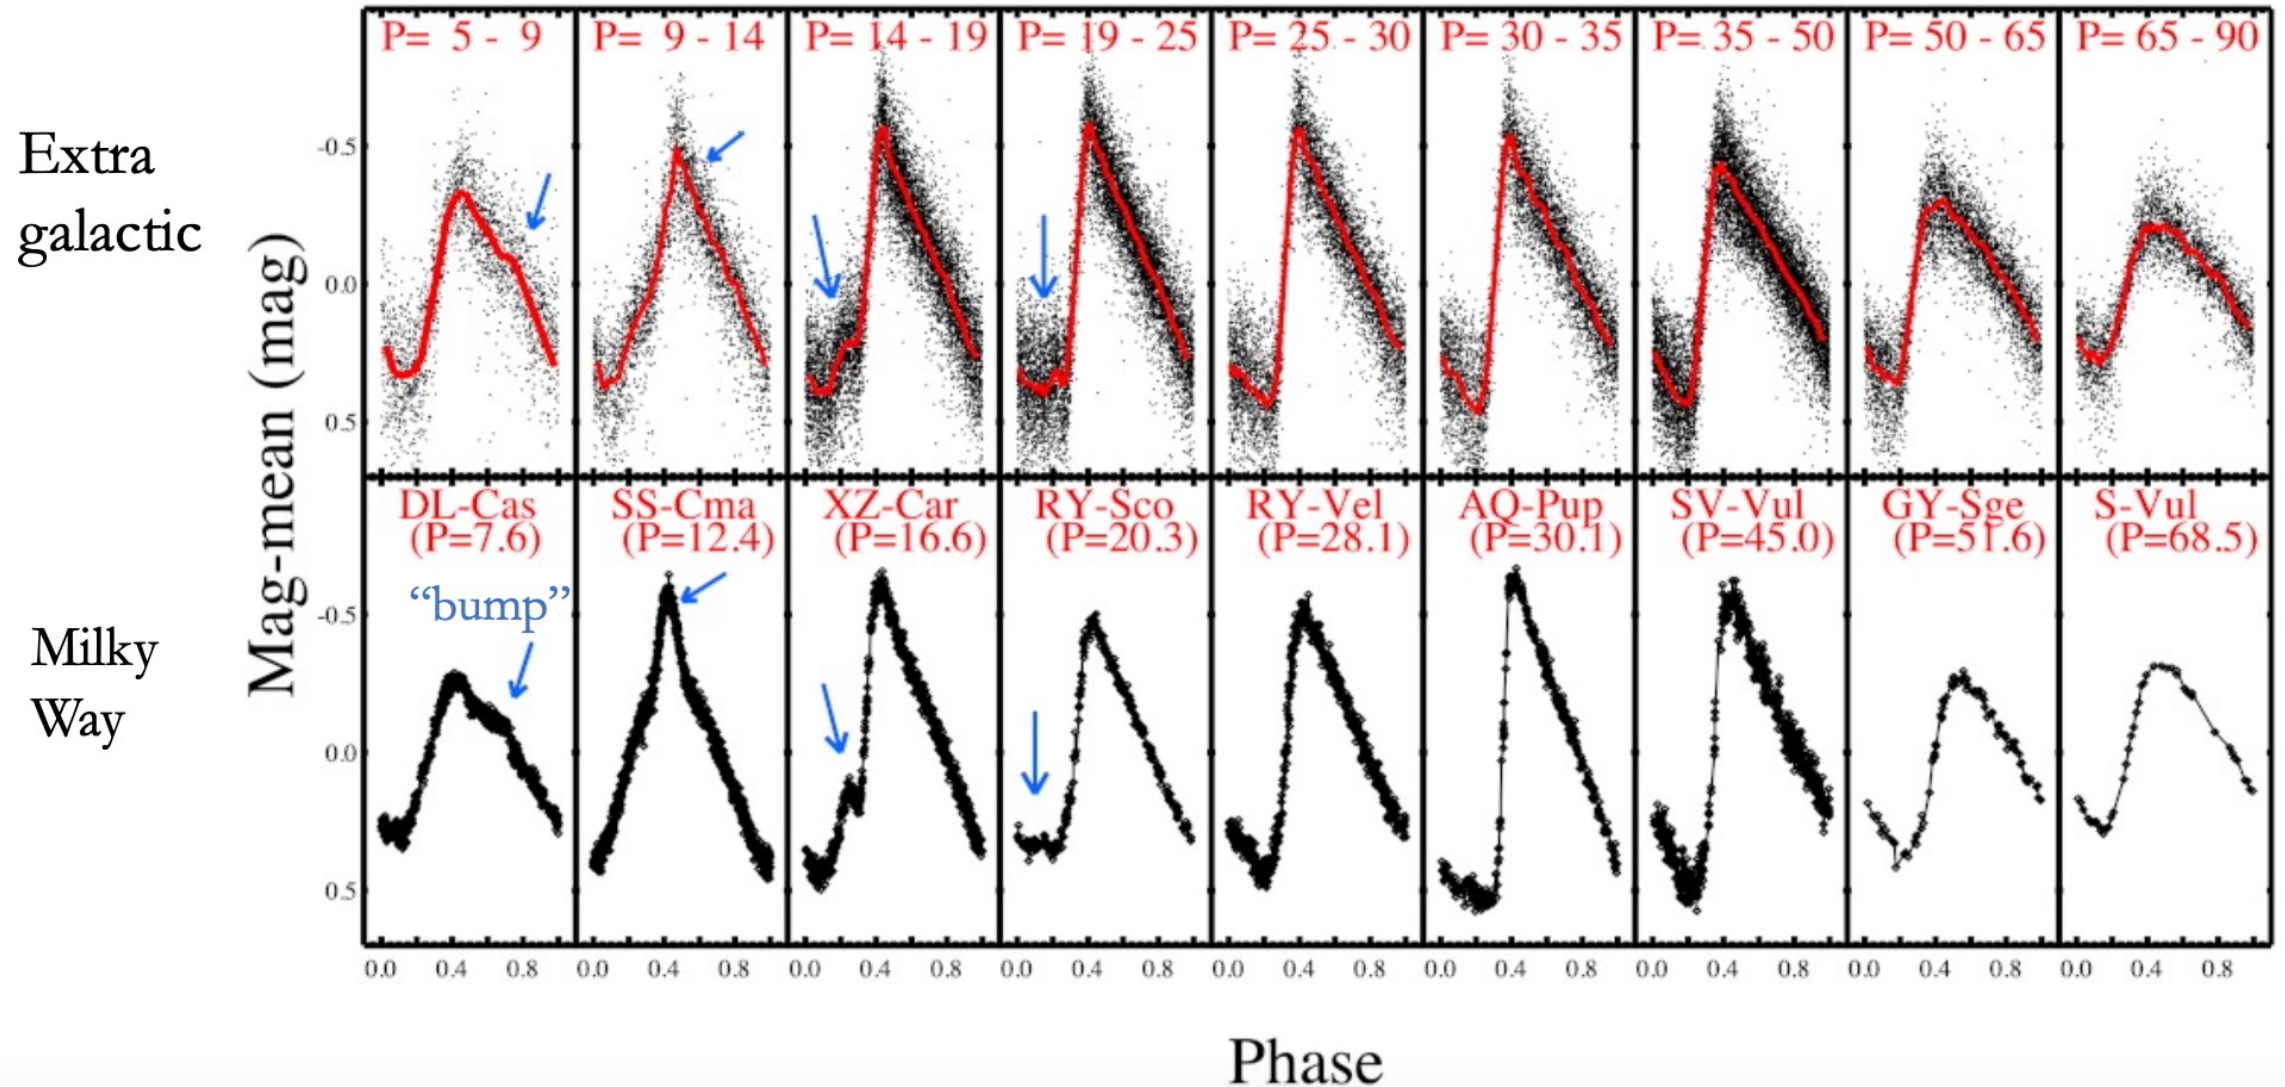 P= 5 - 9
P= 9 - 14
P= 14 - 19
P= 19 - 25
P= 25 - 30
P= 30 - 35
P= 35 - 50
P= 50 - 65
P= 65 - 90
Extra
galactic
-0.5
0.0
0.5
Mag-mean (mag)
DL-Cas
(P=7.6)
SS-Cma
(P=12.4)
XZ-Car
(P=16.6)
RY-Sco
(P=20.3)
RY-Vel
(P=28.1)
AQ-Pup
(P=30.1)
SV-Vul
(P=45.0)
GY-Sge
(P=51.6)
S-Vul
(P=68.5)
“bump”
Milky
Way
-0.5
0.0
0.5
0.0 0.4 0.8
0.0 0.4 0.8
0.0 0.4 0.8
0.0 0.4 0.8
0.0 0.4 0.8
0.0 0.4 0.8
0.0 0.4 0.8
0.0 0.4 0.8
0.0 0.4 0.8
Phase